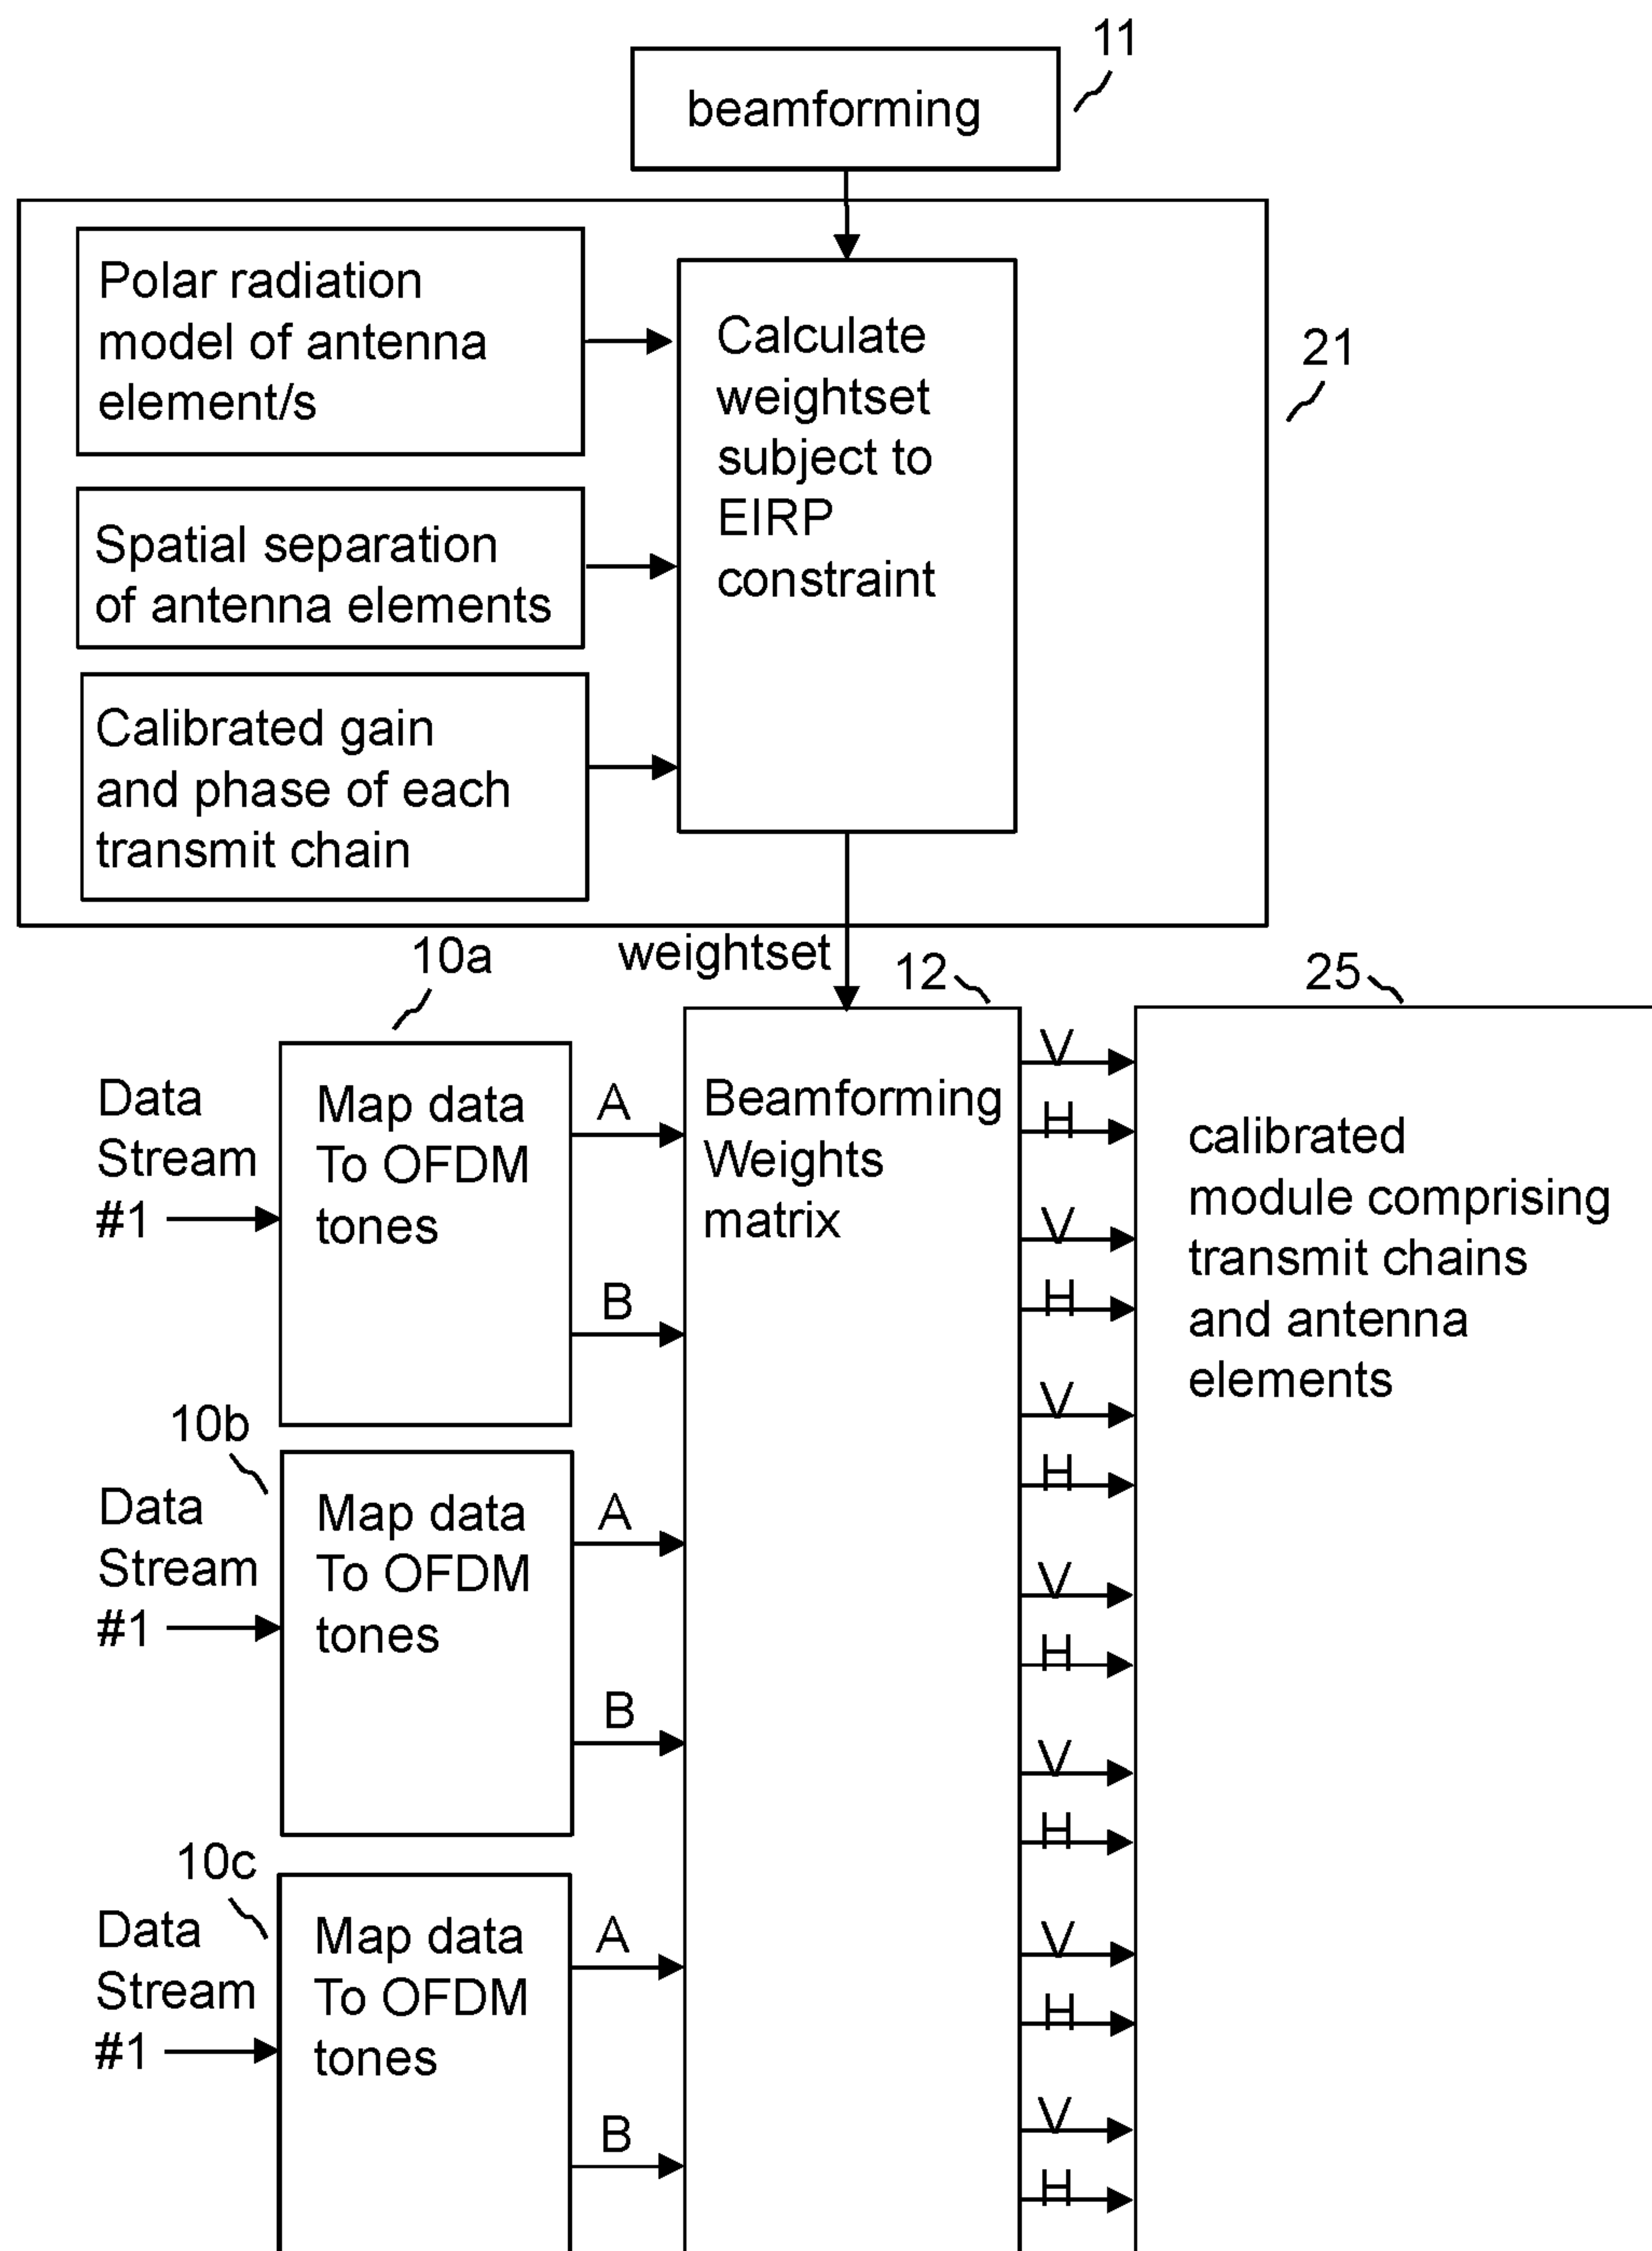 11
beamforming
Polar radiation
model of antenna
element/s
Calculate
weightset
subject to
EIRP
constraint
21
Spatial separation
of antenna elements
Calibrated gain
and phase of each
transmit chain
weightset
10a
12
25
Data
Stream
#1
Map data
To OFDM
tones
A
B
Beamforming
Weights
matrix
V
H
V
H
V
H
V
H
V
H
V
H
V
H
calibrated
module comprising
transmit chains
and antenna
elements
10b
Data
Stream
#1
Map data
To OFDM
tones
A
B
10c
Data
Stream
#1
Map data
To OFDM
tones
A
B